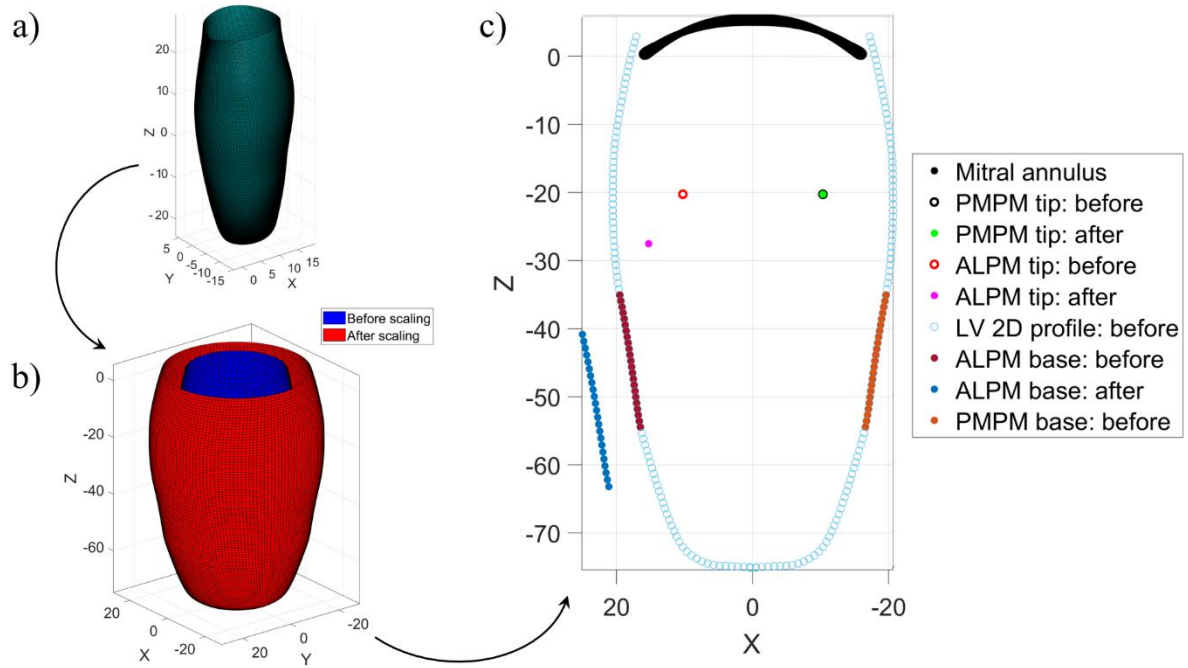 a)
20
10
Z 0
-10
-20
5
0
-5
-10
-15
Y
0
5
10
15
X
Before scaling
After scaling
b)
0
-20
Z
-40
-60
20
0
-20
X
20
0
-20
Y
c)
0
-10
-20
-30
Z
-40
-50
-60
-70
20
0
-20
X
Mitral annulus
PMPM tip: before
PMPM tip: after
ALPM tip: before
ALPM tip: after
LV 2D profile: before
ALPM base: before
ALPM base: after
PMPM base: before